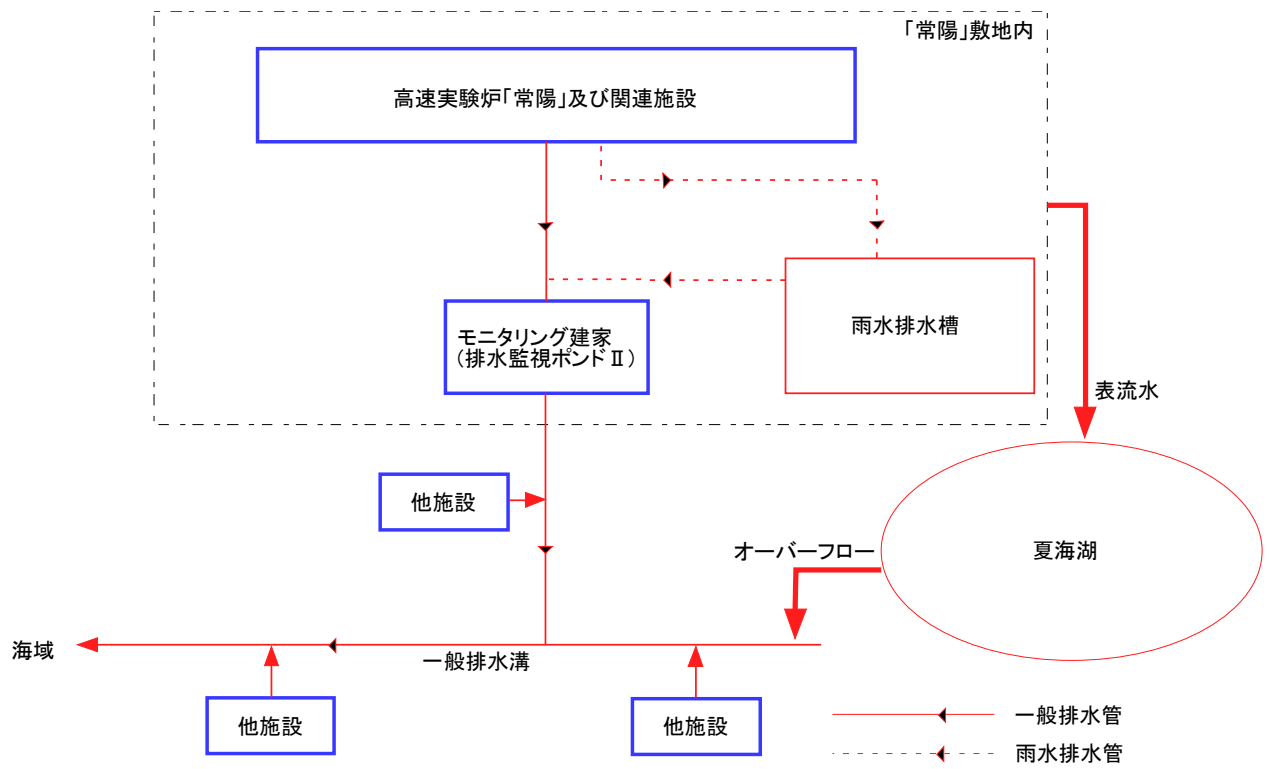 「常陽」敷地内
高速実験炉「常陽」及び関連施設
雨水排水槽
モニタリング建家
(排水監視ポンドⅡ)
表流水
他施設
オーバーフロー
夏海湖
海域
一般排水溝
他施設
他施設
一般排水管
雨水排水管